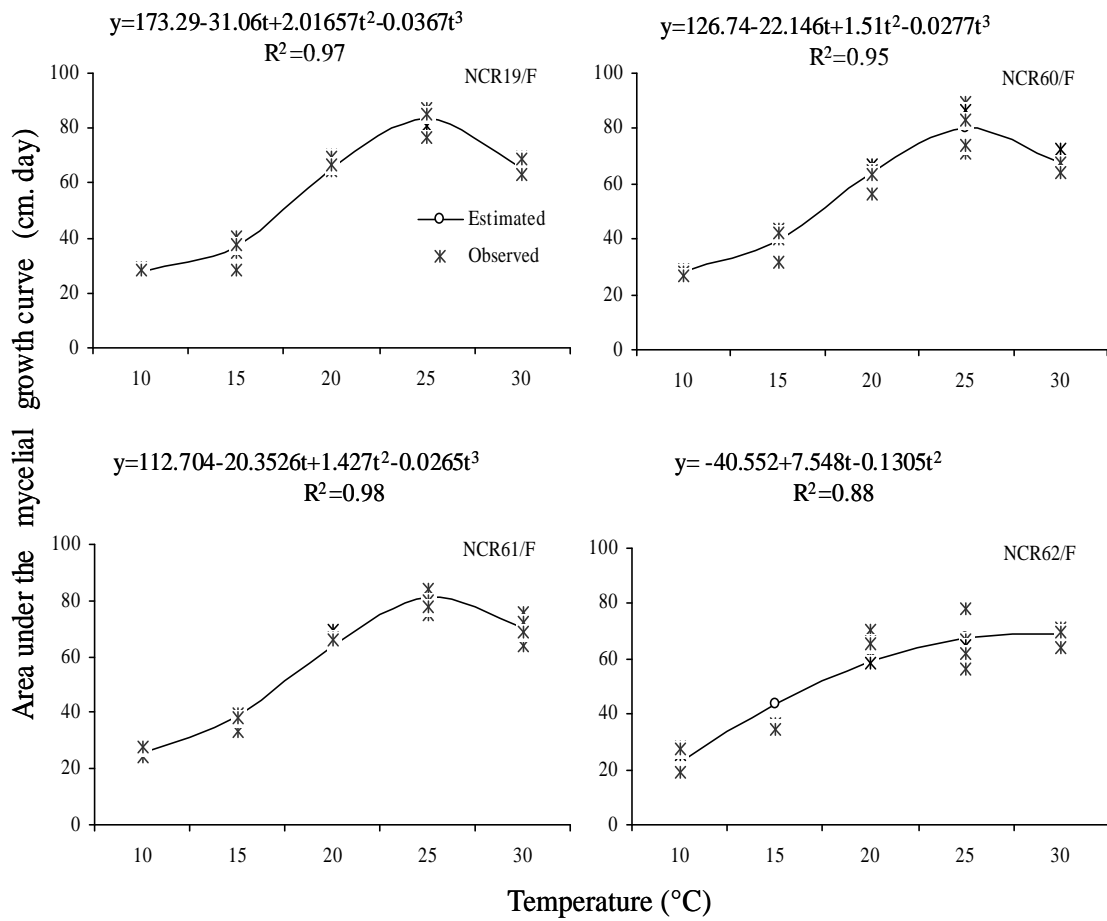 y=173.29-31.06t+2.01657t²-0.0367t³
R²=0.97
NCR19/F
100
80
60
40
20
0
10 15 20 25 30
Estimated
Observed
y=126.74-22.146t+1.51t²-0.0277t³
R²=0.95
NCR60/F
100
80
60
40
20
0
10 15 20 25 30
y=112.704-20.3526t+1.427t²-0.0265t³
R²=0.98
NCR61/F
100
80
60
40
20
0
10 15 20 25 30
y= -40.552+7.548t-0.1305t²
R²=0.88
NCR62/F
100
80
60
40
20
0
10 15 20 25 30
Area under the mycelial growth curve (cm. day)
Temperature (°C)